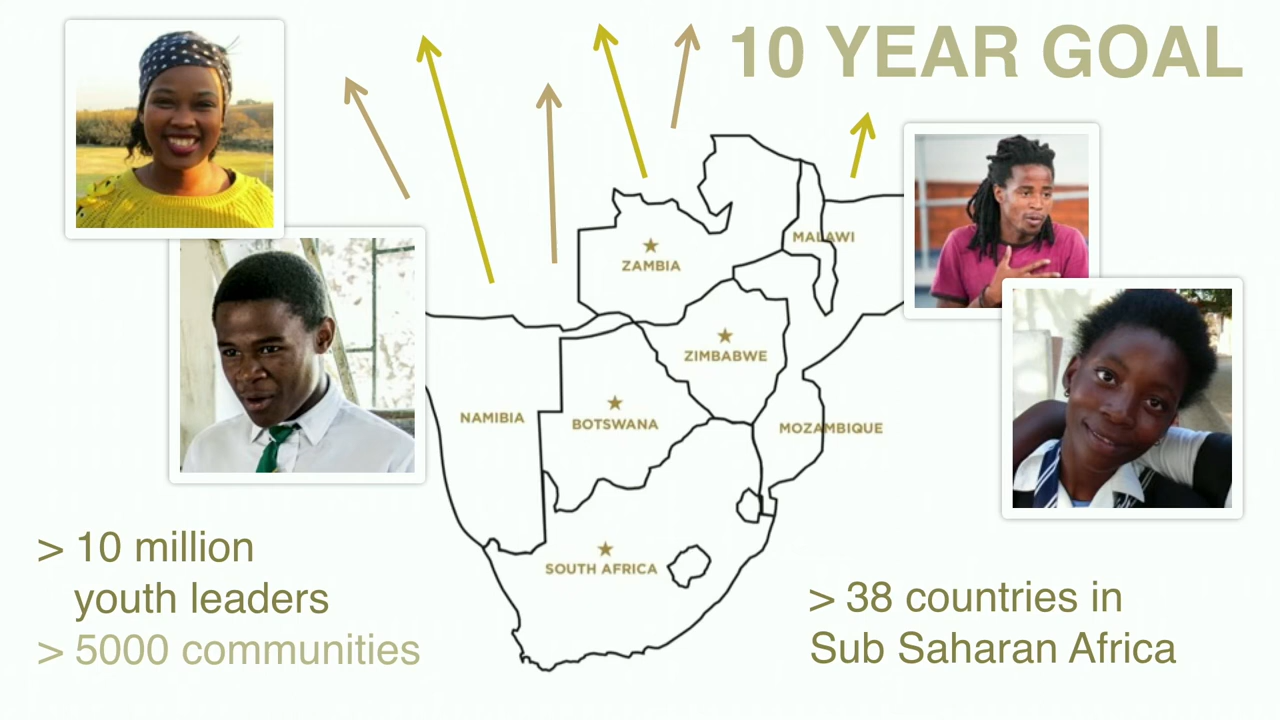 10 YEAR GOAL
MALAWI
ZAMBIA
ZIMBABWE
NAMIBIA
BOTSWANA
MOZAMBIQUE
SOUTH AFRICA
> 10 million
youth leaders
> 5000 communities
> 38 countries in
Sub Saharan Africa